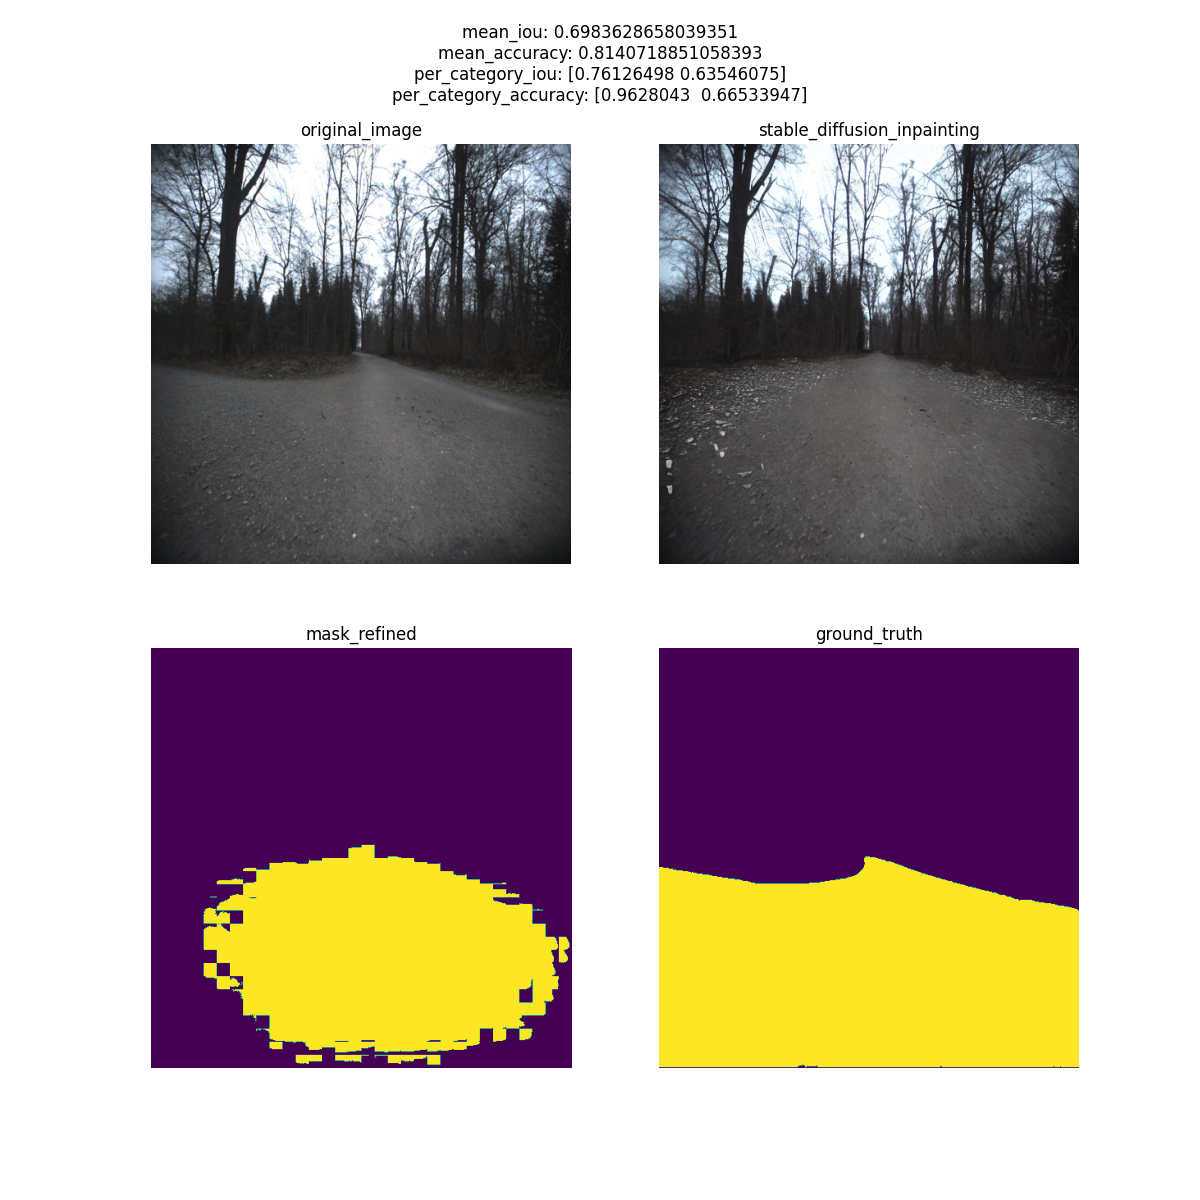 mean_iou: 0.6983628658039351
mean_accuracy: 0.8140718851058393
per_category_iou: [0.76126498 0.63546075]
per_category_accuracy: [0.9628043  0.66533947]
original_image
stable_diffusion_inpainting
mask_refined
ground_truth